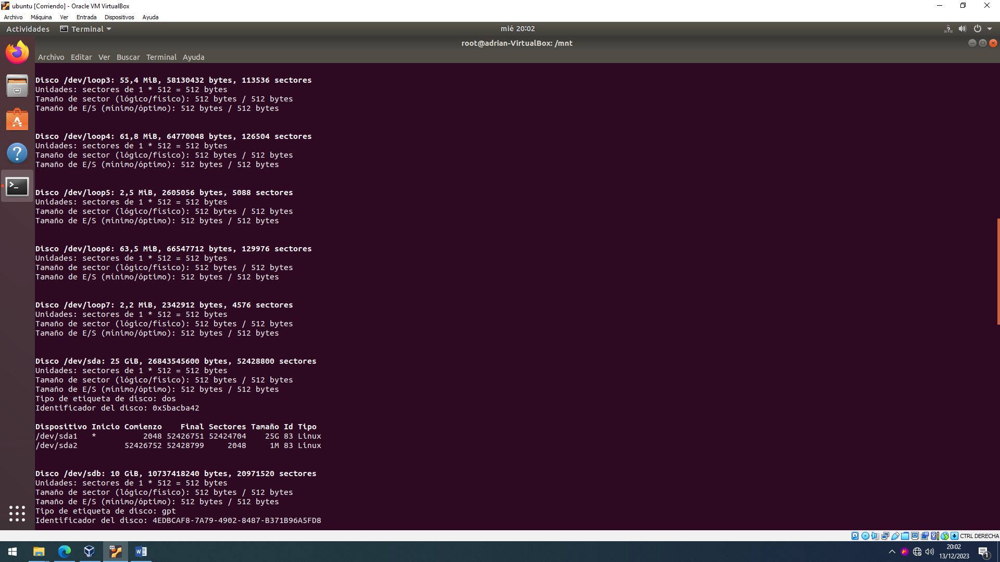 ubuntu [Corriendo] - Oracle VM VirtualBox
Archivo Máquina Ver Entrada Dispositivos Ayuda
Actividades Terminal mié 20:02
root@adrian-VirtualBox: /mnt
Archivo Editar Ver Buscar Terminal Ayuda
Disco /dev/loop3: 55,4 MiB, 58130432 bytes, 113536 sectores
Unidades: sectores de 1 * 512 = 512 bytes
Tamaño de sector (lógico/físico): 512 bytes / 512 bytes
Tamaño de E/S (mínimo/óptimo): 512 bytes / 512 bytes
Disco /dev/loop4: 61,8 MiB, 64770048 bytes, 126504 sectores
Unidades: sectores de 1 * 512 = 512 bytes
Tamaño de sector (lógico/físico): 512 bytes / 512 bytes
Tamaño de E/S (mínimo/óptimo): 512 bytes / 512 bytes
Disco /dev/loop5: 2,5 MiB, 2605056 bytes, 5088 sectores
Unidades: sectores de 1 * 512 = 512 bytes
Tamaño de sector (lógico/físico): 512 bytes / 512 bytes
Tamaño de E/S (mínimo/óptimo): 512 bytes / 512 bytes
Disco /dev/loop6: 63,5 MiB, 66547712 bytes, 129976 sectores
Unidades: sectores de 1 * 512 = 512 bytes
Tamaño de sector (lógico/físico): 512 bytes / 512 bytes
Tamaño de E/S (mínimo/óptimo): 512 bytes / 512 bytes
Disco /dev/loop7: 2,2 MiB, 2342912 bytes, 4576 sectores
Unidades: sectores de 1 * 512 = 512 bytes
Tamaño de sector (lógico/físico): 512 bytes / 512 bytes
Tamaño de E/S (mínimo/óptimo): 512 bytes / 512 bytes
Disco /dev/sda: 25 GiB, 26843545600 bytes, 52428800 sectores
Unidades: sectores de 1 * 512 = 512 bytes
Tamaño de sector (lógico/físico): 512 bytes / 512 bytes
Tamaño de E/S (mínimo/óptimo): 512 bytes / 512 bytes
Tipo de etiqueta de disco: dos
Identificador del disco: 0x5bacba42
Dispositivo Inicio Comienzo Final Sectores Tamaño Id Tipo
/dev/sda1 * 2048 52426751 52424704 25G 83 Linux
/dev/sda2 52426752 52428799 2048 1M 83 Linux
Disco /dev/sdb: 10 GiB, 10737418240 bytes, 20971520 sectores
Unidades: sectores de 1 * 512 = 512 bytes
Tamaño de sector (lógico/físico): 512 bytes / 512 bytes
Tamaño de E/S (mínimo/óptimo): 512 bytes / 512 bytes
Tipo de etiqueta de disco: gpt
Identificador del disco: 4EDBCAF8-7A79-4902-8487-B371B96A5FD8
CTRL DERECHA
20:02
13/12/2023
1